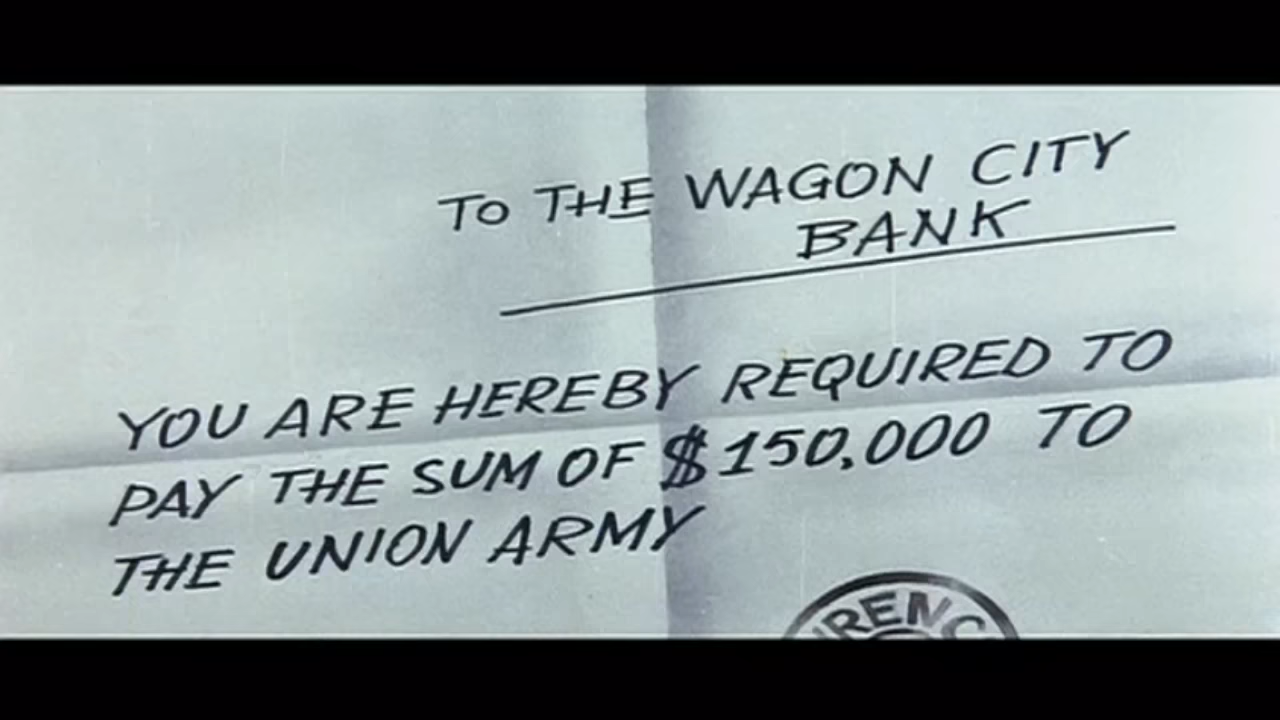 TO THE WAGON CITY
BANK
YOU ARE HEREBY REQUIRED TO
PAY THE SUM OF $150,000 TO
THE UNION ARMY